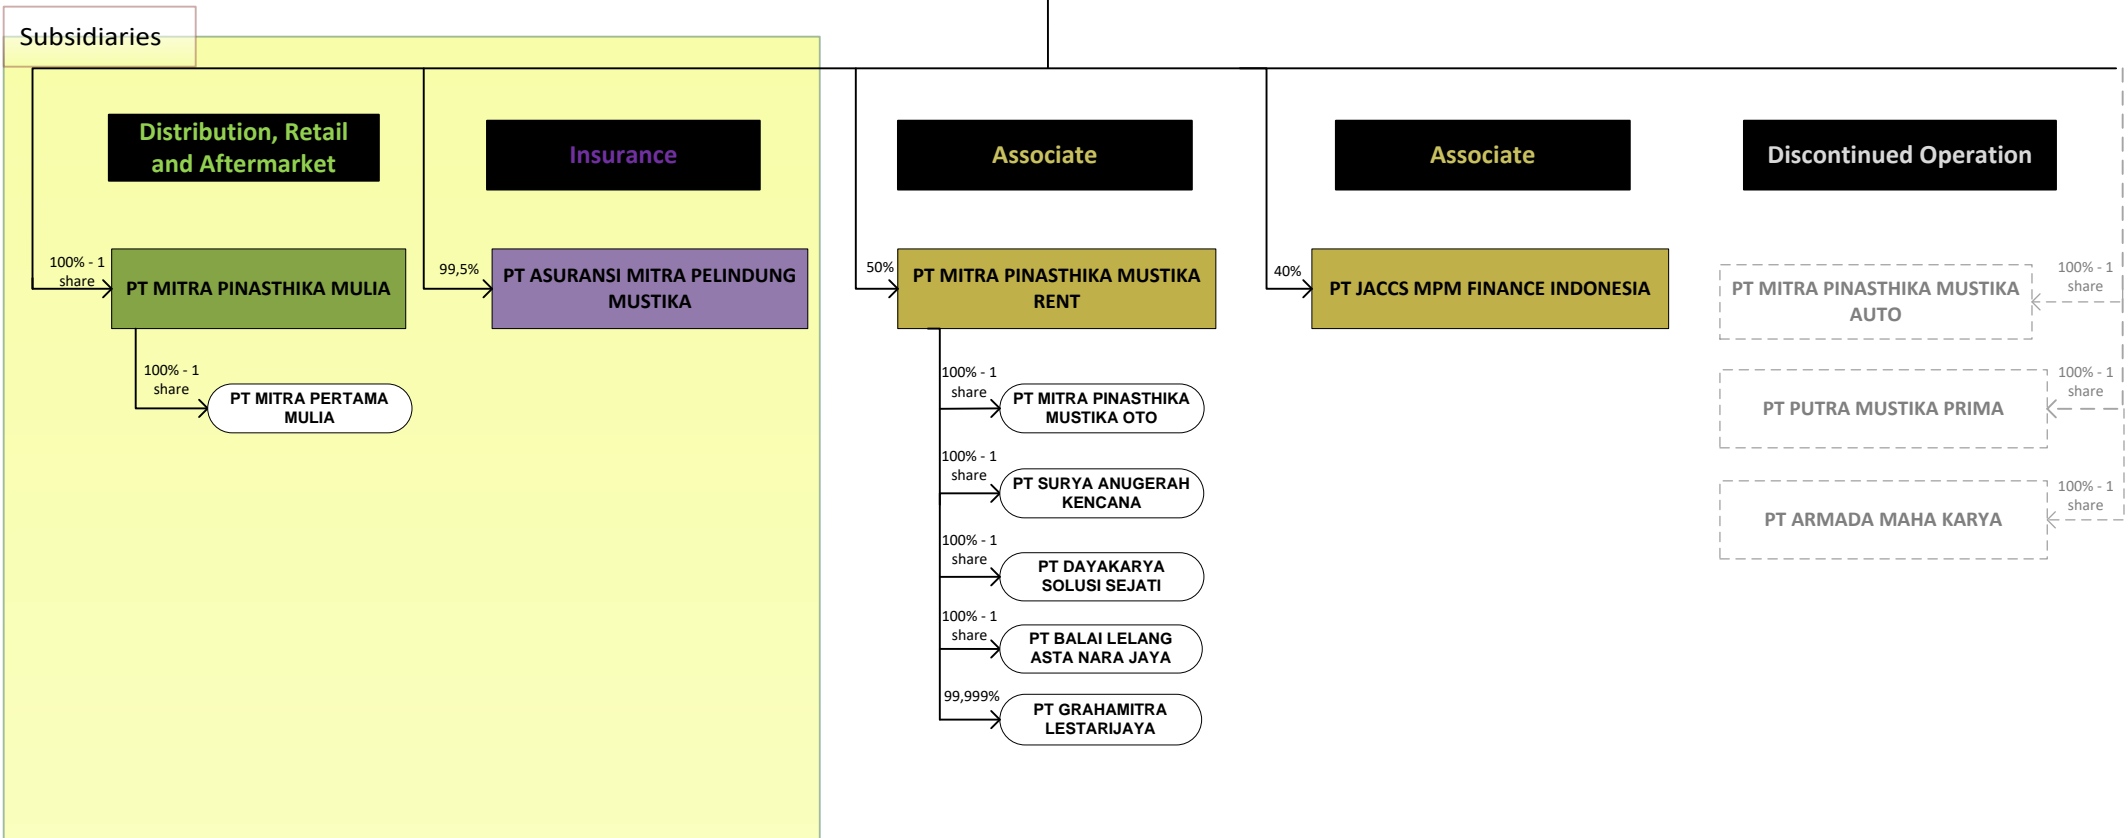 Subsidiaries
Distribution, Retail
and Aftermarket
Insurance
Associate
Associate
Discontinued Operation
100% - 1
share
PT MITRA PINASTHIKA MULIA
99,5%
PT ASURANSI MITRA PELINDUNG
MUSTIKA
50%
PT MITRA PINASTHIKA MUSTIKA
RENT
40%
PT JACCS MPM FINANCE INDONESIA
PT MITRA PINASTHIKA MUSTIKA
AUTO
100% - 1
share
100% - 1
share
PT MITRA PERTAMA
MULIA
100% - 1
share
PT MITRA PINASTHIKA
MUSTIKA OTO
PT PUTRA MUSTIKA PRIMA
100% - 1
share
100% - 1
share
PT SURYA ANUGERAH
KENCANA
PT ARMADA MAHA KARYA
100% - 1
share
100% - 1
share
PT DAYAKARYA
SOLUSI SEJATI
100% - 1
share
PT BALAI LELANG
ASTA NARA JAYA
99,999%
PT GRAHAMITRA
LESTARIJAYA